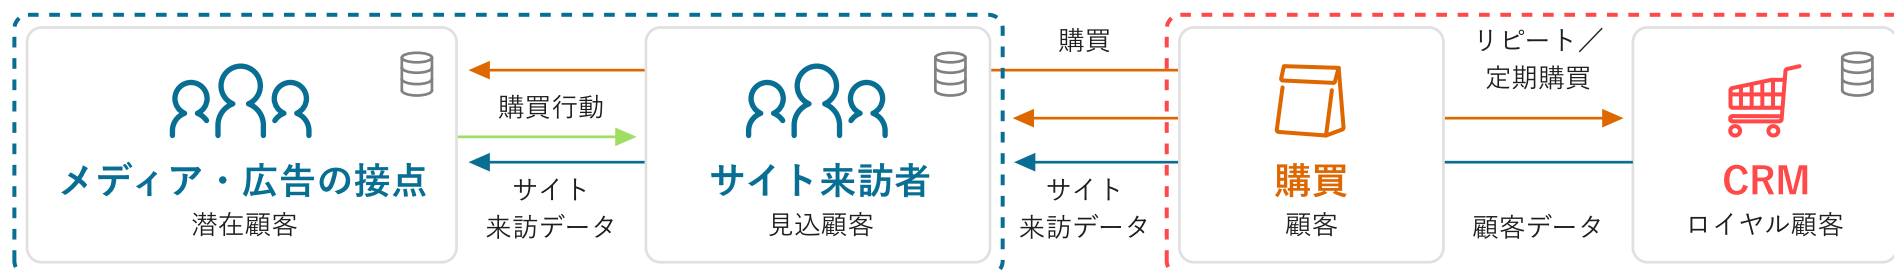 メディア・広告の接点
潜在顧客
購買行動
サイト
来訪データ
サイト来訪者
見込顧客
購買
サイト
来訪データ
購買
顧客
リピート／
定期購買
顧客データ
CRM
ロイヤル顧客